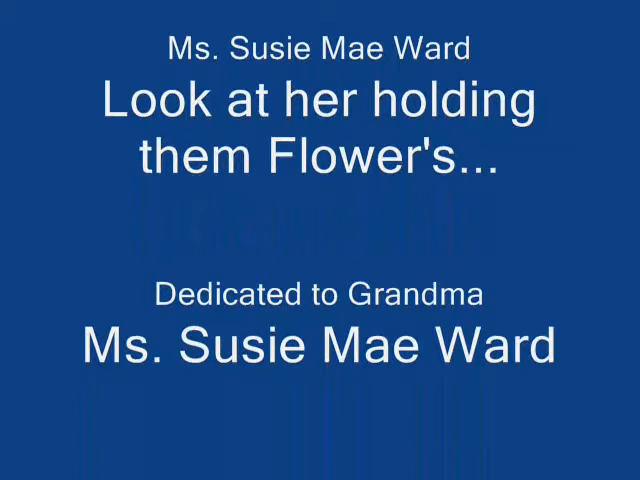 Ms. Susie Mae Ward
Look at her holding
them Flower's...
Dedicated to Grandma
Ms. Susie Mae Ward